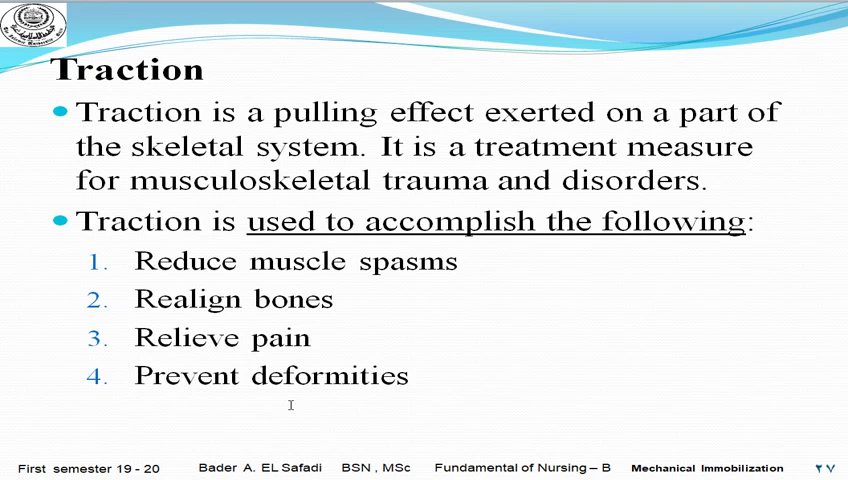 Traction
Traction is a pulling effect exerted on a part of
the skeletal system. It is a treatment measure
for musculoskeletal trauma and disorders.
Traction is used to accomplish the following:
1. Reduce muscle spasms
2. Realign bones
3. Relieve pain
4. Prevent deformities
First semester 19 - 20 Bader A. EL Safadi BSN , MSc Fundamental of Nursing – B Mechanical Immobilization ٢٧